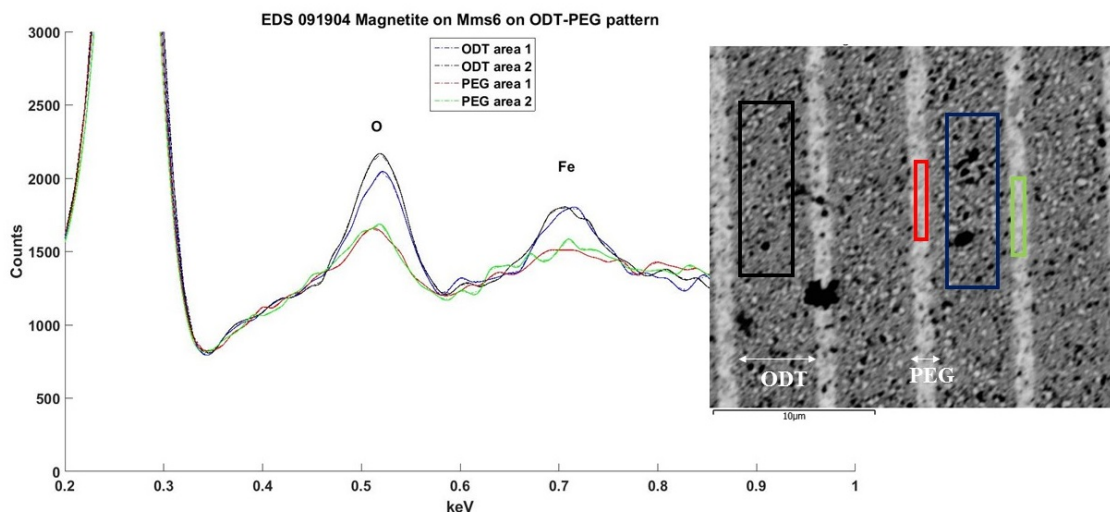 EDS 091904 Magnetite on Mms6 on ODT-PEG pattern
ODT area 1
ODT area 2
PEG area 1
PEG area 2
O
Fe
Counts
3000
2500
2000
1500
1000
500
0
0.2
0.3
0.4
0.5
0.6
0.7
0.8
0.9
1
keV
ODT
PEG
10μm